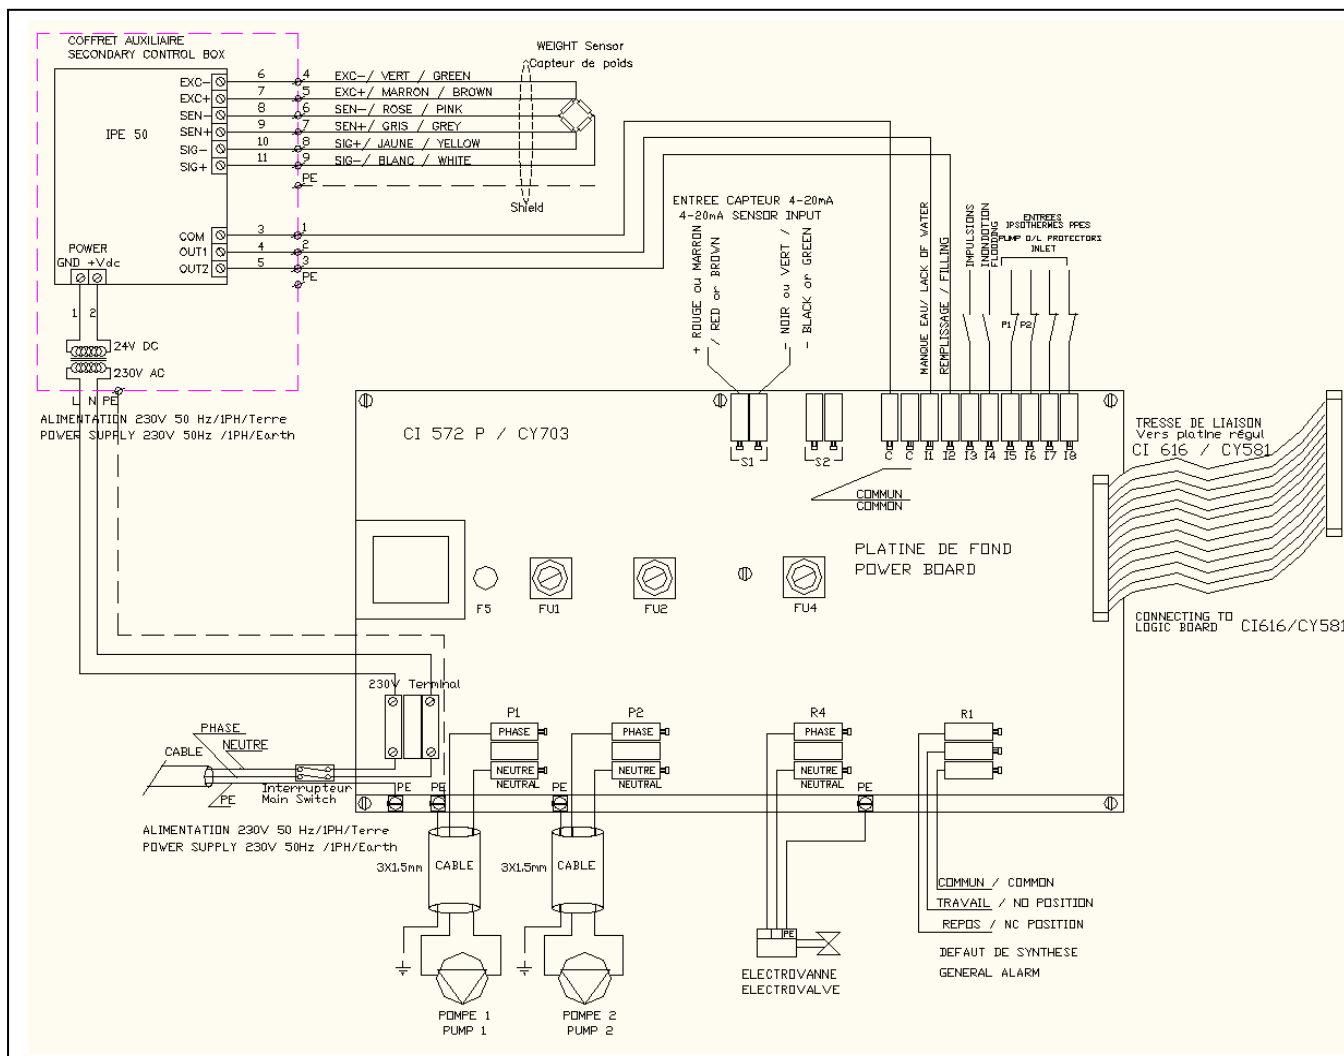 COFFRET AUXILIAIRE
SECONDARY CONTROL BOX
IPE 50
EXC- 6 4 EXC-/ VERT / GREEN
EXC+ 7 5 EXC+/ MARRON / BROWN
SEN- 8 6 SEN-/ ROSE / PINK
SEN+ 9 7 SEN+/ GRIS / GREY
SIG- 10 8 SIG+/ JAUNE / YELLOW
SIG+ 11 9 SIG-/ BLANC / WHITE
PE
WEIGHT Sensor
Capteur de poids
Shield
COM 3 1
OUT1 4 2
OUT2 5 3
PE
POWER
GND +Vdc
1 2
24V DC
230V AC
L N PE
ALIMENTATION 230V 50 Hz/1PH/Terre
POWER SUPPLY 230V 50Hz /1PH/Earth
ENTREE CAPTEUR 4-20mA
4-20mA SENSOR INPUT
+ ROUGE ou MARRON
/ RED or BROWN
- NOIR ou VERT /
- BLACK or GREEN
MANQUE EAU/ LACK OF WATER
REMPLISSAGE / FILLING
IMPULSIONS
INONDOTION
FLOODING
ENTREES
IPSOTHERMES PPES
PUMP O/L PROTECTORS
INLET
P1 P2
CI 572 P / CY703
S1
S2
C C I1 I2 I3 I4 I5 I6 I7 I8
COMMUN
COMMON
TRESSE DE LIAISON
Vers platine régul
CI 616 / CY581
PLATINE DE FOND
POWER BOARD
F5
FU1
FU2
FU4
CONNECTING TO
LOGIC BOARD CI616/CY581
230V Terminal
P1
PHASE
NEUTRE
NEUTRAL
P2
PHASE
NEUTRE
NEUTRAL
R4
PHASE
NEUTRE
NEUTRAL
R1
PHASE
NEUTRE
CABLE
PE
Interrupteur
Main Switch
PE PE PE PE
ALIMENTATION 230V 50 Hz/1PH/Terre
POWER SUPPLY 230V 50Hz /1PH/Earth
3X1.5mm CABLE
3X1.5mm CABLE
PE
COMMUN / COMMON
TRAVAIL / NO POSITION
REPOS / NC POSITION
DEFAUT DE SYNTHESE
GENERAL ALARM
ELECTROVANNE
ELECTROVALVE
POMPE 1
PUMP 1
POMPE 2
PUMP 2